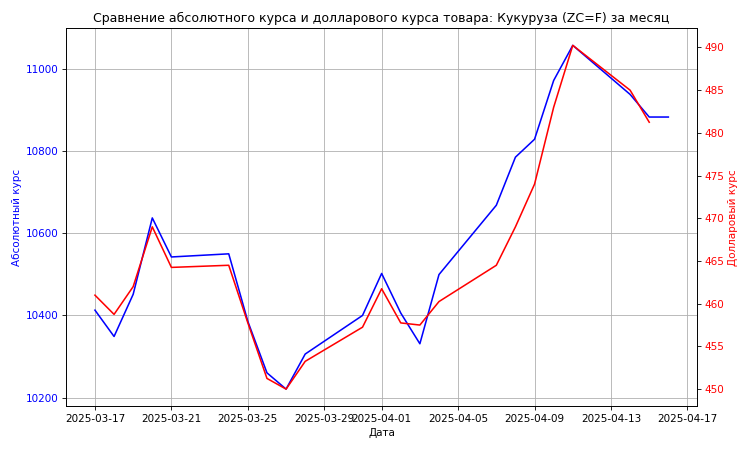 Сравнение абсолютного курса и долларового курса товара: Кукуруза (ZC=F) за месяц
11000
10800
10600
10400
10200
Абсолютный курс
490
485
480
475
470
465
460
455
450
Долларовый курс
2025-03-17 2025-03-21 2025-03-25 2025-03-29 2025-04-01 2025-04-05 2025-04-09 2025-04-13 2025-04-17
Дата